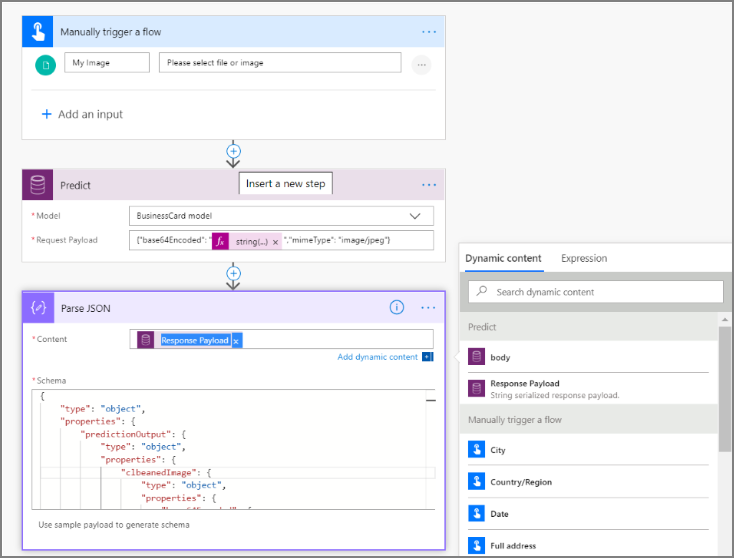 Manually trigger a flow
My Image
Please select file or image
Add an input
Predict
Insert a new step
* Model
BusinessCard model
* Request Payload
{"base64Encoded": " fx string(...) × ","mimeType": "image/jpeg"}
Parse JSON
* Content
Response Payload ×
Add dynamic content
* Schema
{
"type": "object",
"properties": {
"predictionOutput": {
"type": "object",
"properties": {
"clbeanedImage": {
"type": "object",
"properties": {
Use sample payload to generate schema
Dynamic content
Expression
Search dynamic content
Predict
body
Response Payload
String serialized response payload.
Manually trigger a flow
City
Country/Region
Date
Full address